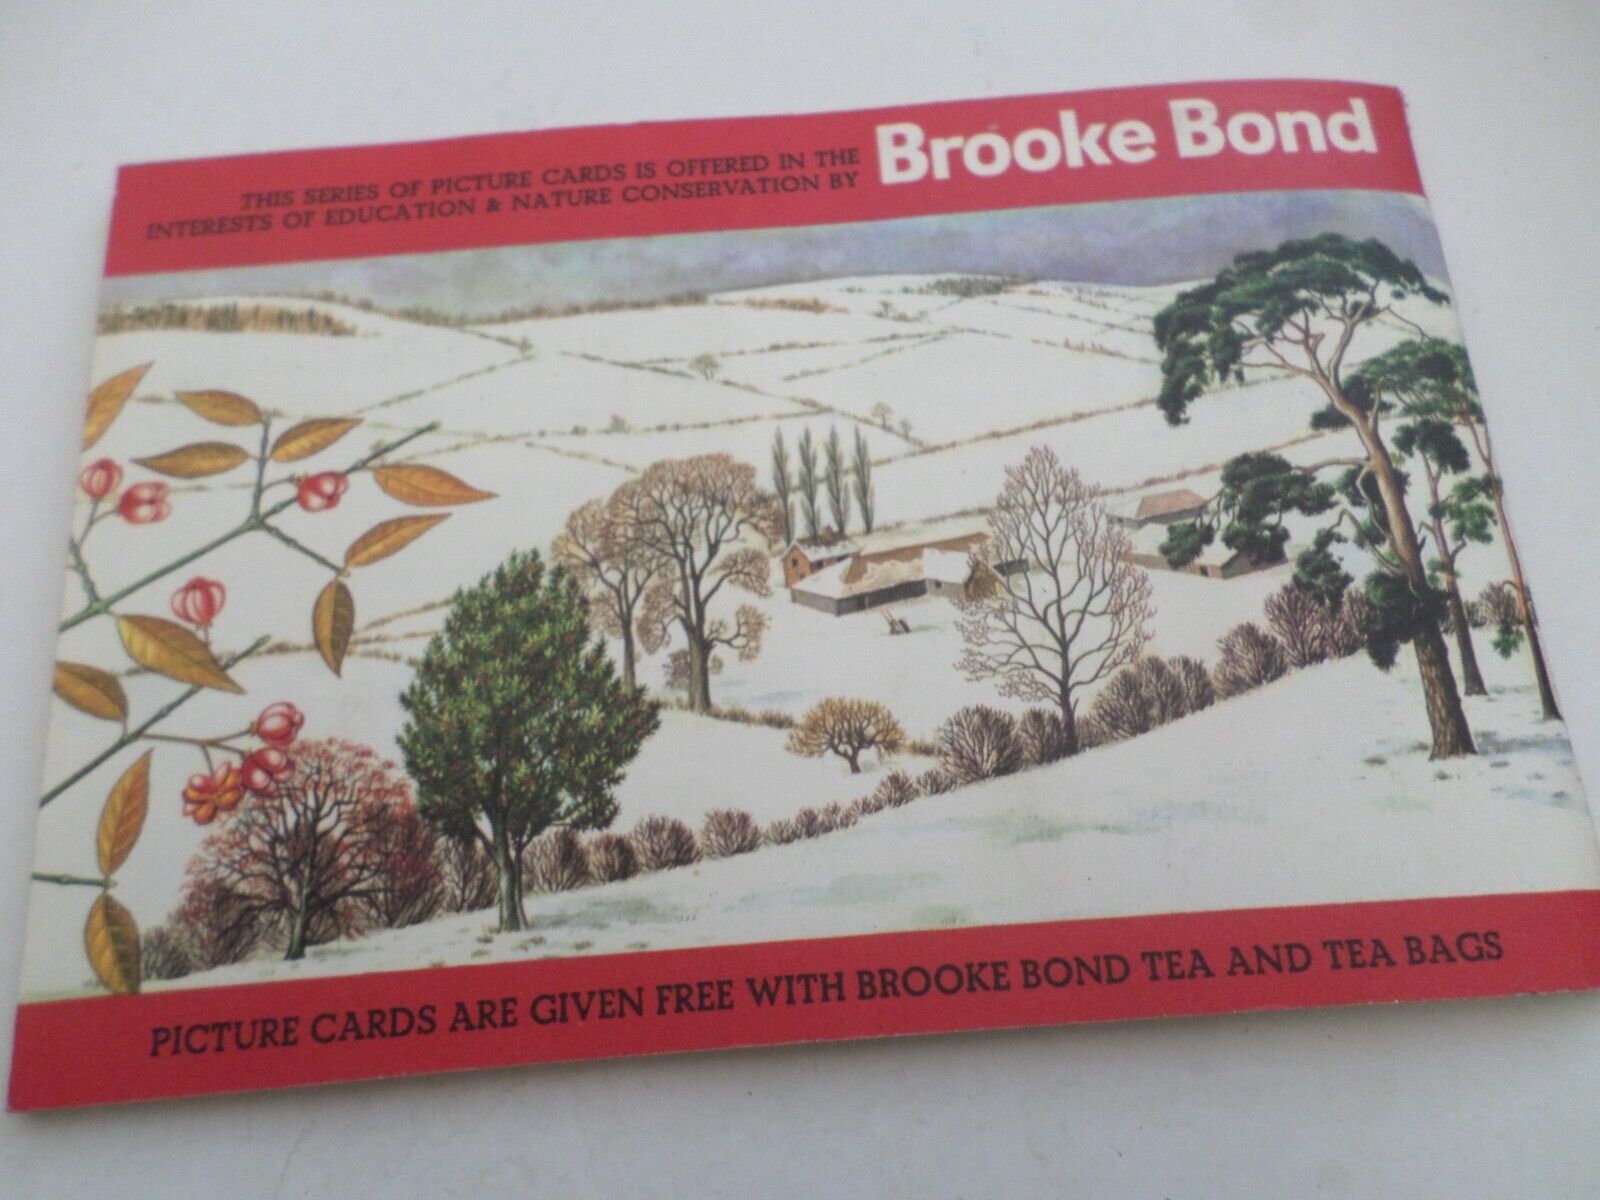 THIS SERIES OF PICTURE CARDS IS OFFERED IN THE
INTERESTS OF EDUCATION & NATURE CONSERVATION BY
Brooke Bond
PICTURE CARDS ARE GIVEN FREE WITH BROOKE BOND TEA AND TEA BAGS